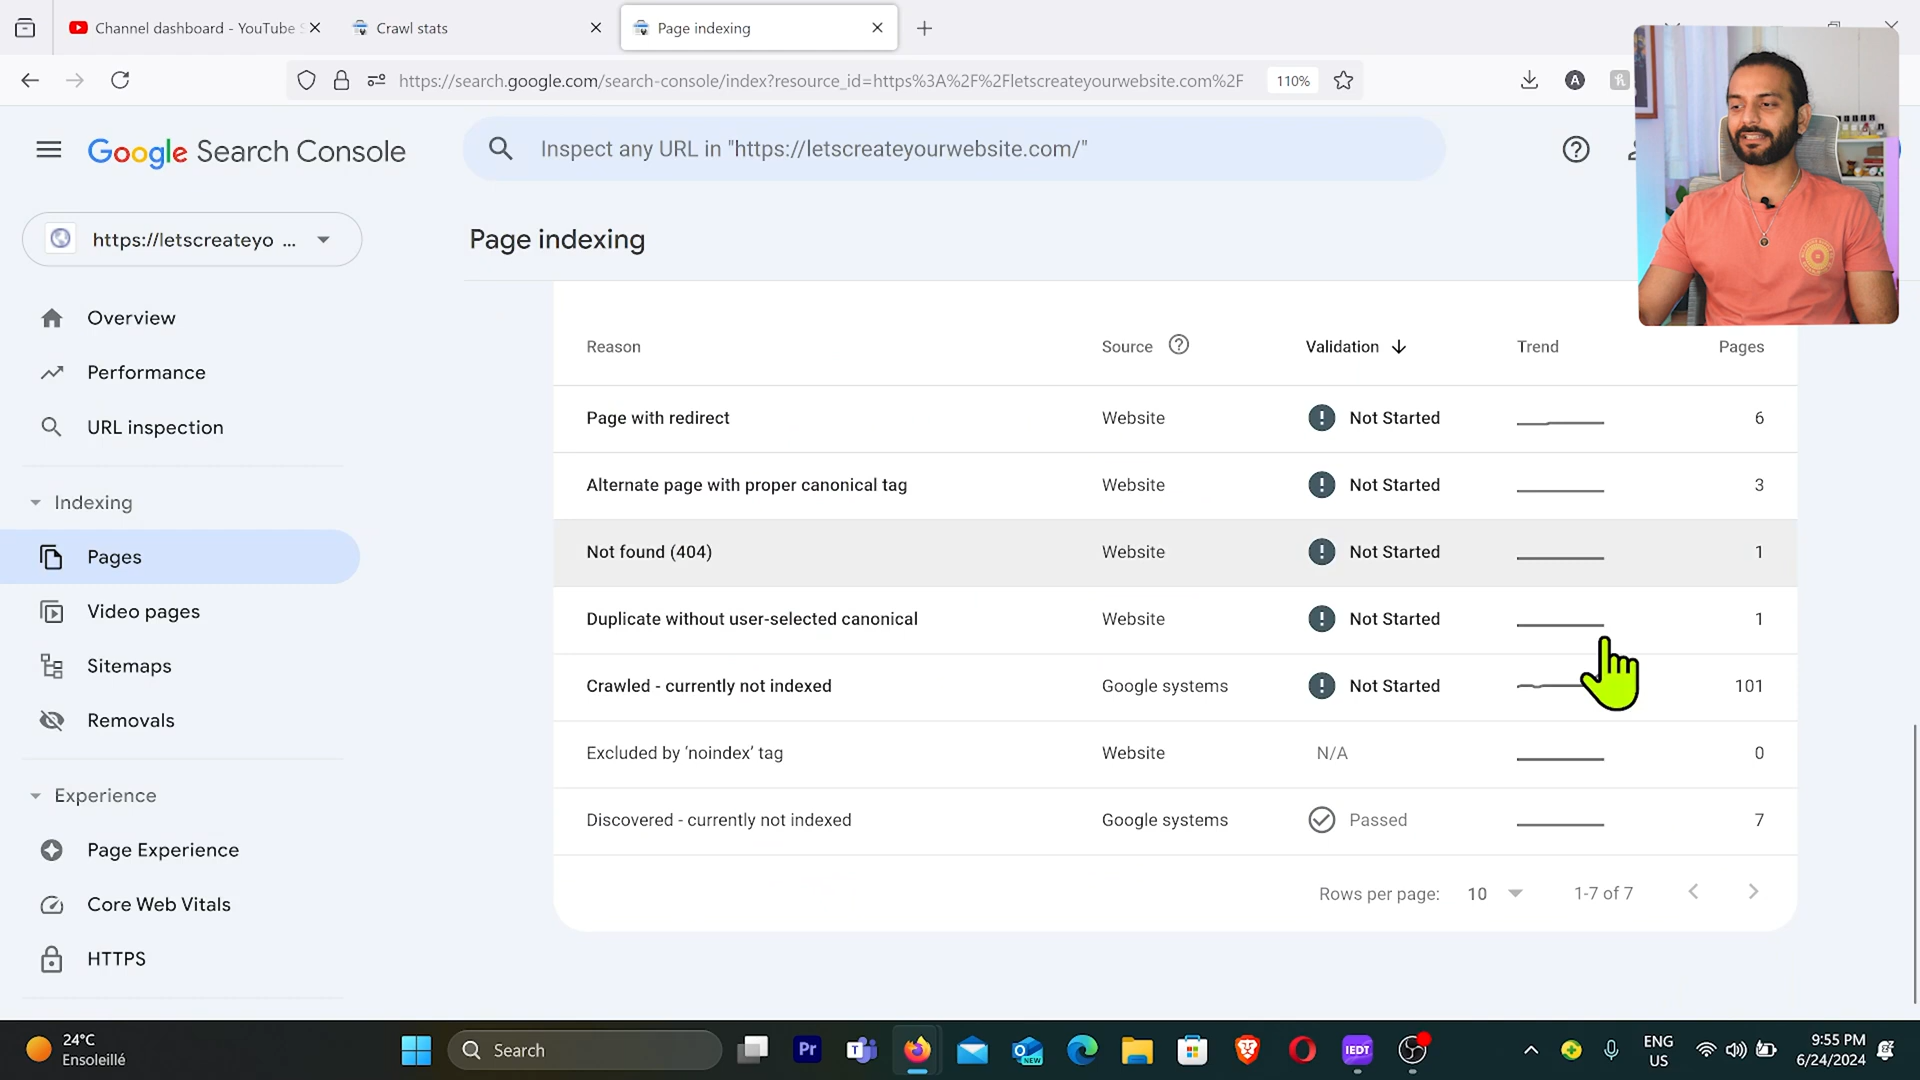 Channel dashboard - YouTube S
Crawl stats
Page indexing
https://search.google.com/search-console/index?resource_id=https%3A%2F%2Fletscreateyourwebsite.com%2F
110%
A
Google Search Console
Inspect any URL in "https://letscreateyourwebsite.com/"
https://letscreateyo ...
Page indexing
Overview
Performance
URL inspection
Indexing
Pages
Video pages
Sitemaps
Removals
Experience
Page Experience
Core Web Vitals
HTTPS
Reason Source Validation Trend Pages
Page with redirect Website Not Started 6
Alternate page with proper canonical tag Website Not Started 3
Not found (404) Website Not Started 1
Duplicate without user-selected canonical Website Not Started 1
Crawled - currently not indexed Google systems Not Started 101
Excluded by ‘noindex’ tag Website N/A 0
Discovered - currently not indexed Google systems Passed 7
Rows per page: 10 1-7 of 7
24°C
Ensoleillé
Search
Pr
T
NEW
IEDT
ENG
US
9:55 PM
6/24/2024